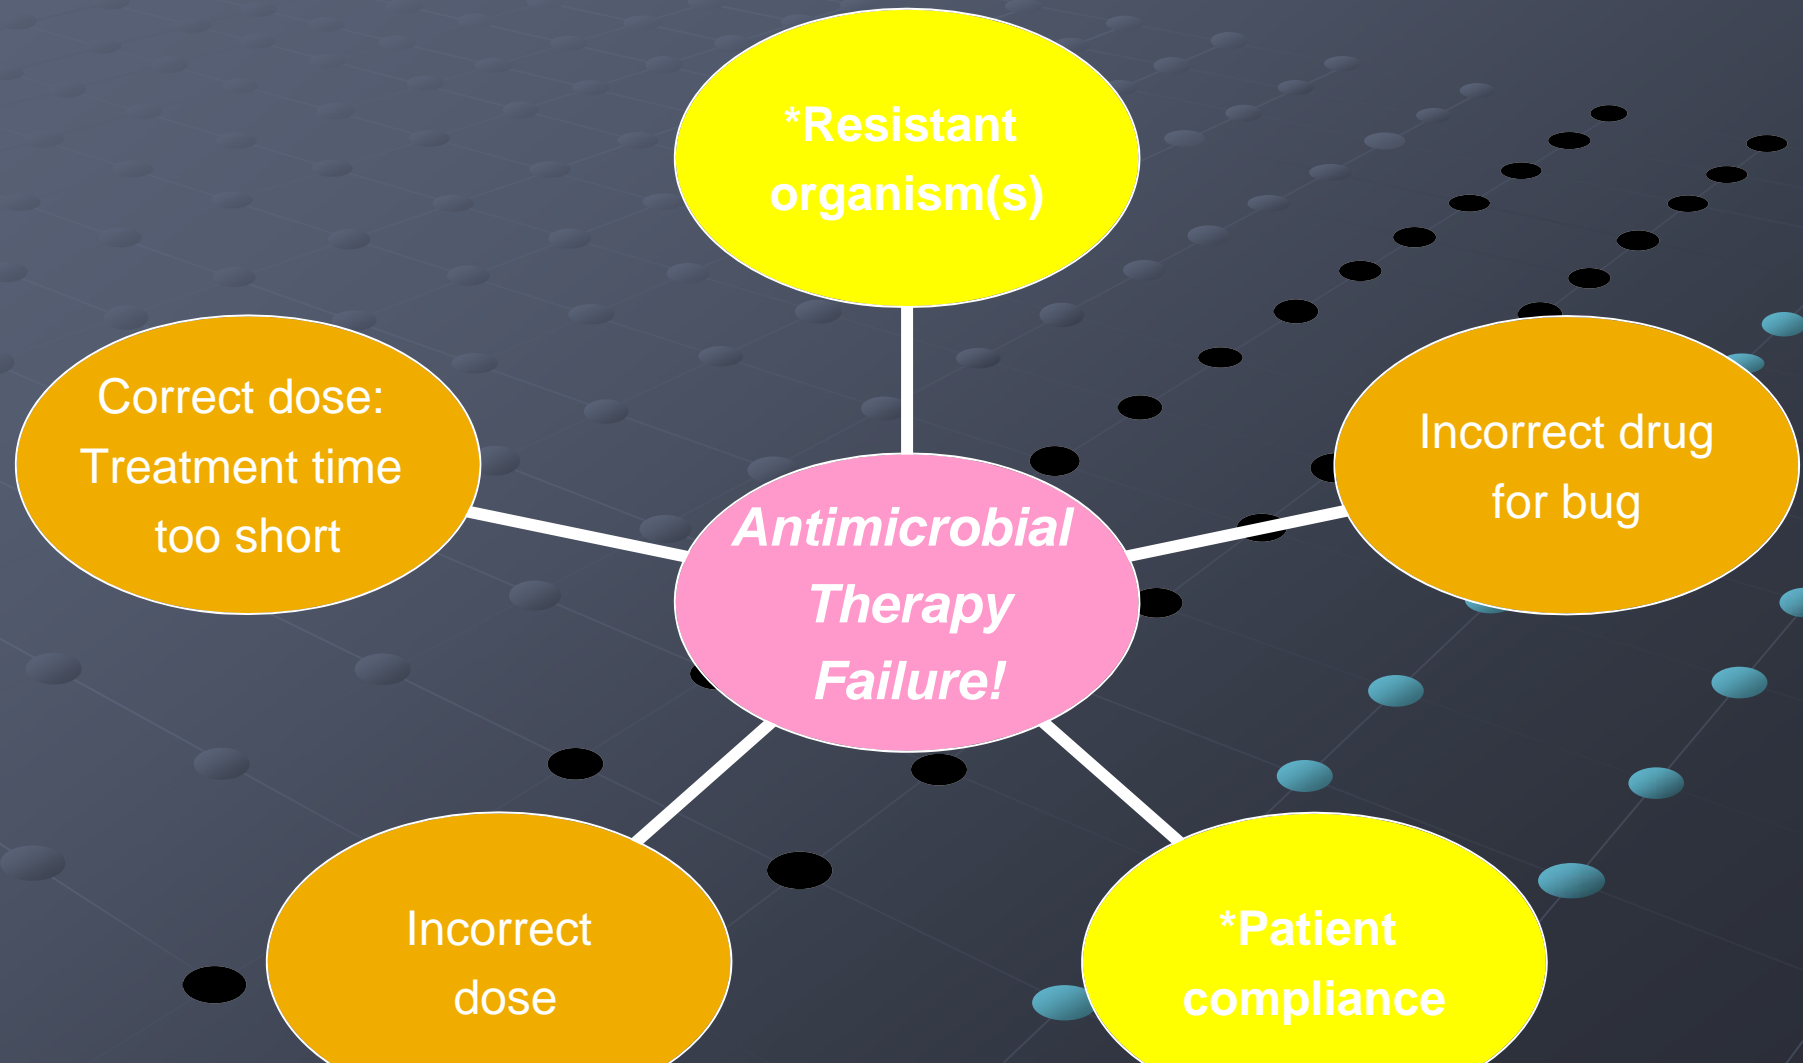 *Resistant
organism(s)
Correct dose:
Treatment time
too short
Incorrect drug
for bug
Antimicrobial
Therapy
Failure!
Incorrect
dose
*Patient
compliance